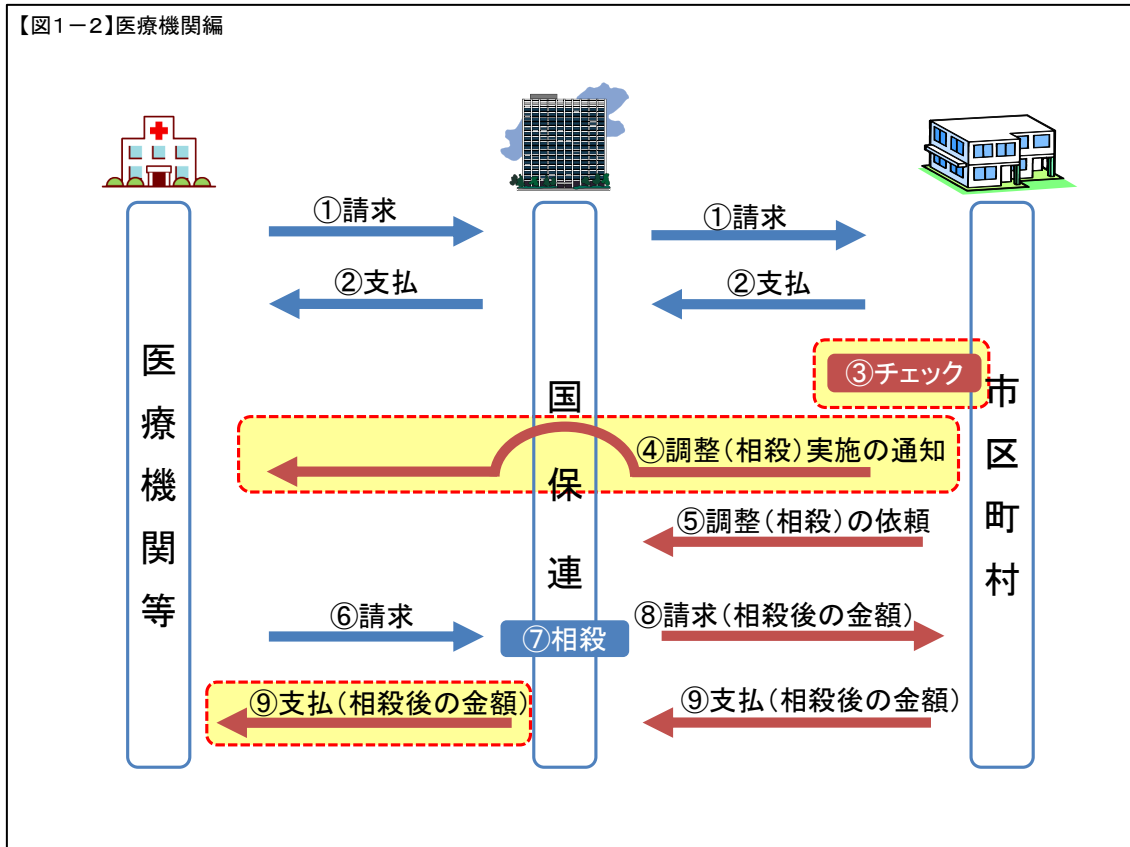 【図1－2】医療機関編
①請求
①請求
②支払
②支払
③チェック
④調整(相殺)実施の通知
⑤調整(相殺)の依頼
⑥請求
⑦相殺
⑧請求(相殺後の金額)
⑨支払(相殺後の金額)
⑨支払(相殺後の金額)
医療機関等
国保連
市区町村